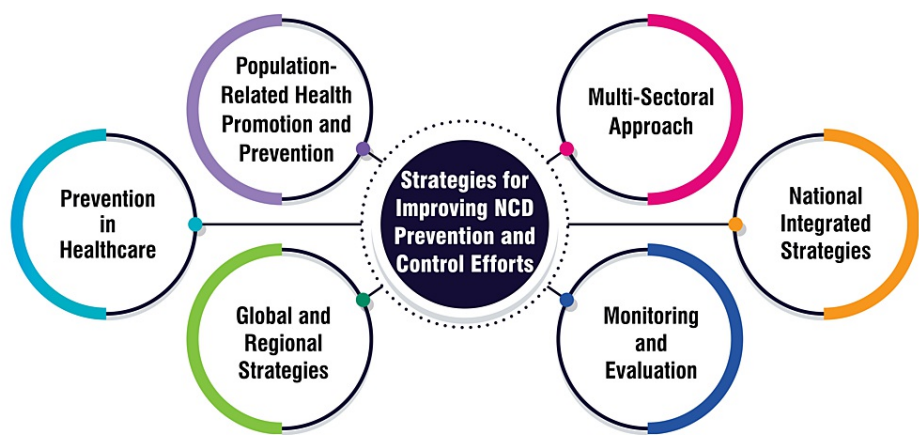 Population-
Related Health
Promotion and
Prevention
Multi-Sectoral
Approach
Prevention
in
Healthcare
Strategies for
Improving NCD
Prevention and
Control Efforts
National
Integrated
Strategies
Global and
Regional
Strategies
Monitoring
and
Evaluation